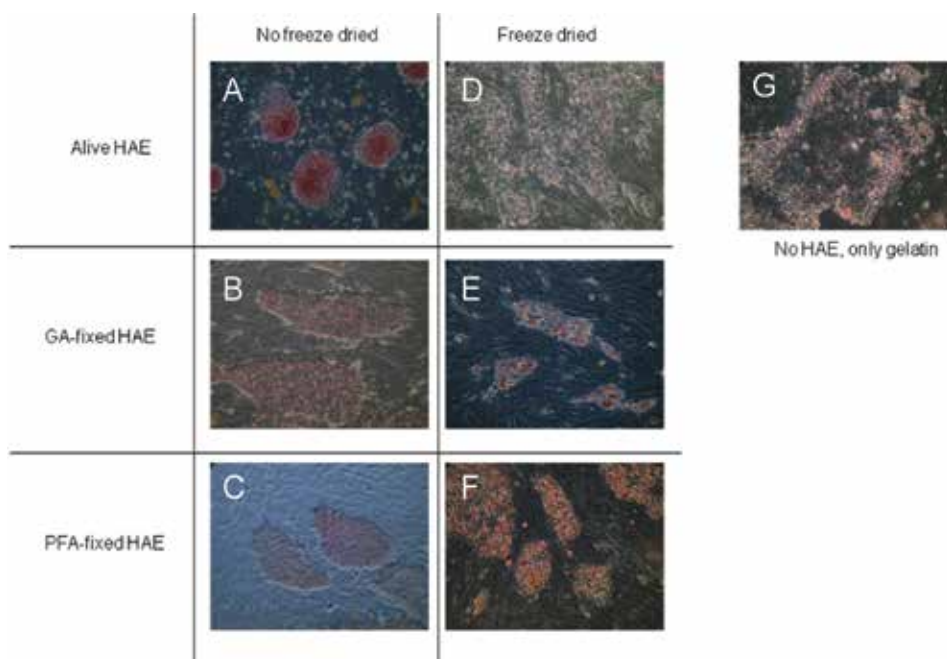 No freeze dried Freeze dried
A D G
Alive HAE
No HAE, only gelatin
B E
GA-fixed HAE
C F
PFA-fixed HAE